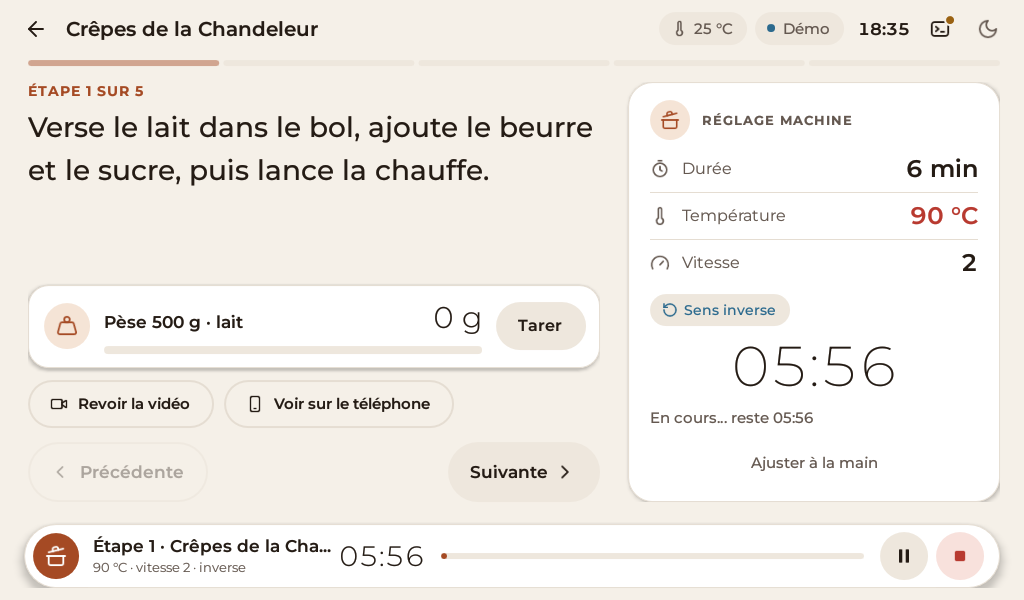 Crêpes de la Chandeleur
25 °C
Démo
18:35
ÉTAPE 1 SUR 5
Verse le lait dans le bol, ajoute le beurre
et le sucre, puis lance la chauffe.
Pèse 500 g · lait
0 g
Tarer
Revoir la vidéo
Voir sur le téléphone
Précédente
Suivante
RÉGLAGE MACHINE
Durée
6 min
Température
90 °C
Vitesse
2
Sens inverse
05:56
En cours... reste 05:56
Ajuster à la main
Étape 1 · Crêpes de la Cha...
90 °C · vitesse 2 · inverse
05:56